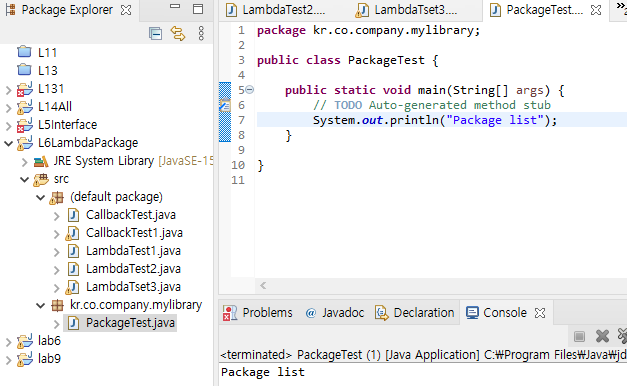 Package Explorer
L11
L13
L131
L14All
L5Interface
L6LambdaPackage
JRE System Library [JavaSE-15
src
(default package)
CallbackTest.java
CallbackTest1.java
LambdaTest1.java
LambdaTest2.java
LambdaTset3.java
kr.co.company.mylibrary
PackageTest.java
lab6
lab9
LambdaTest2....
LambdaTset3....
PackageTest....
1 package kr.co.company.mylibrary;
2
3 public class PackageTest {
4
5 public static void main(String[] args) {
6 // TODO Auto-generated method stub
7 System.out.println("Package list");
8 }
9
10 }
11
Problems @ Javadoc Declaration Console
<terminated> PackageTest (1) [Java Application] C:₩Program Files₩Java₩jd
Package list